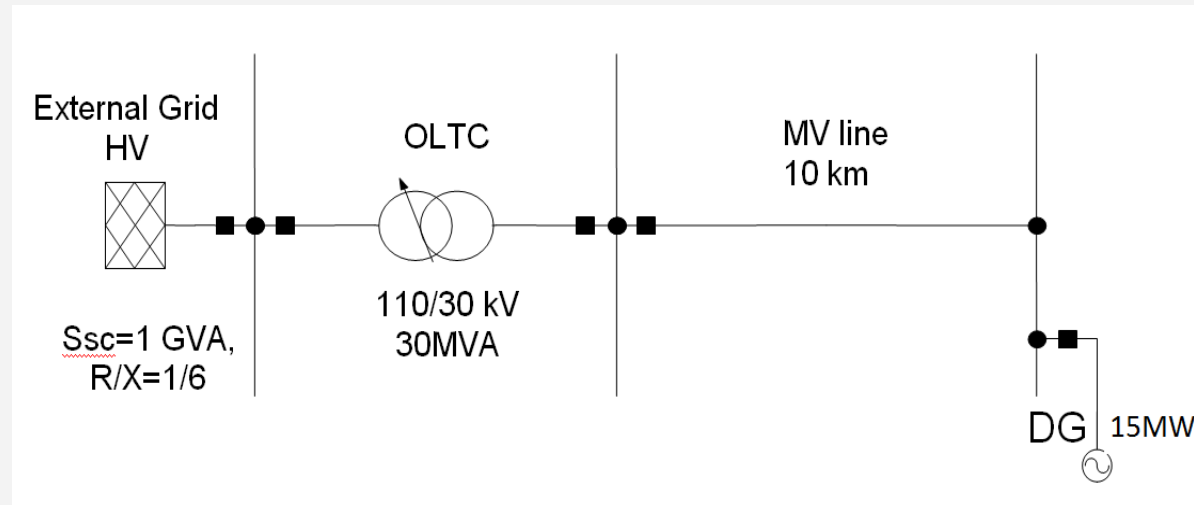 External Grid
HV
OLTC
MV line
10 km
110/30 kV
30MVA
Ssc=1 GVA,
R/X=1/6
DG
15MW